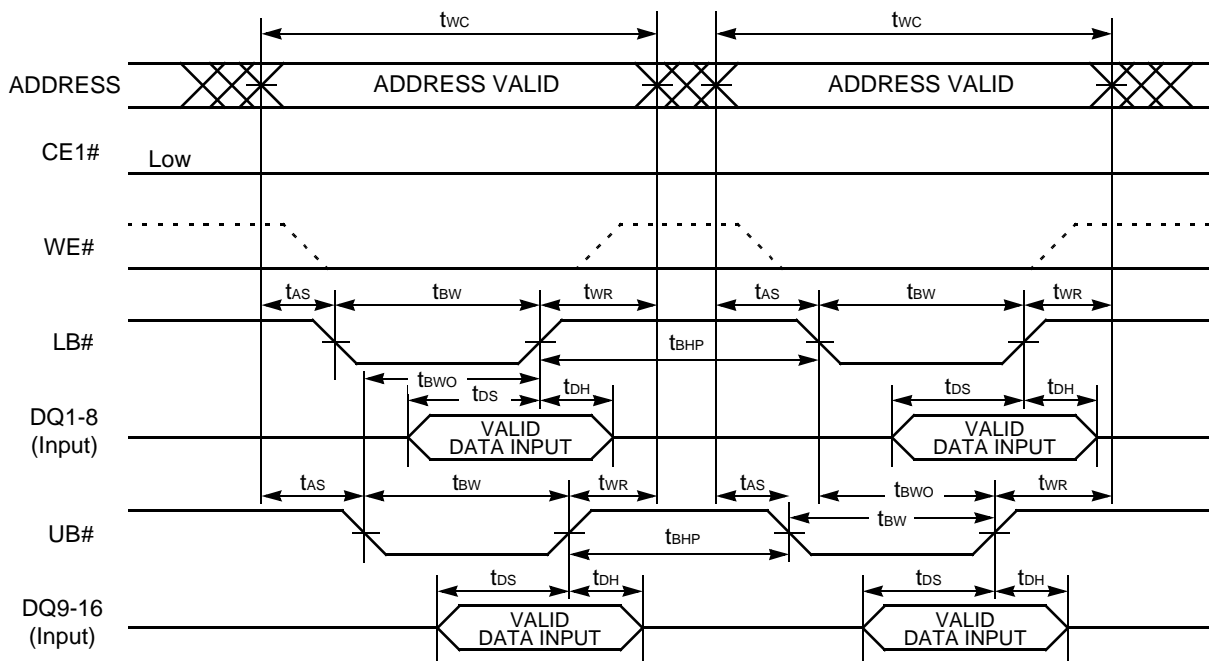 tWC tWC
ADDRESS ADDRESS VALID ADDRESS VALID
CE1# Low
WE#
tAS tBW tWR tAS tBW tWR
LB#
tBHP
tBWO
tDS tDH tDS tDH
DQ1-8
(Input)
VALID
DATA INPUT
VALID
DATA INPUT
tAS tBW tWR tAS tBWO tWR
UB#
tBW
tBHP
tDS tDH tDS tDH
DQ9-16
(Input)
VALID
DATA INPUT
VALID
DATA INPUT